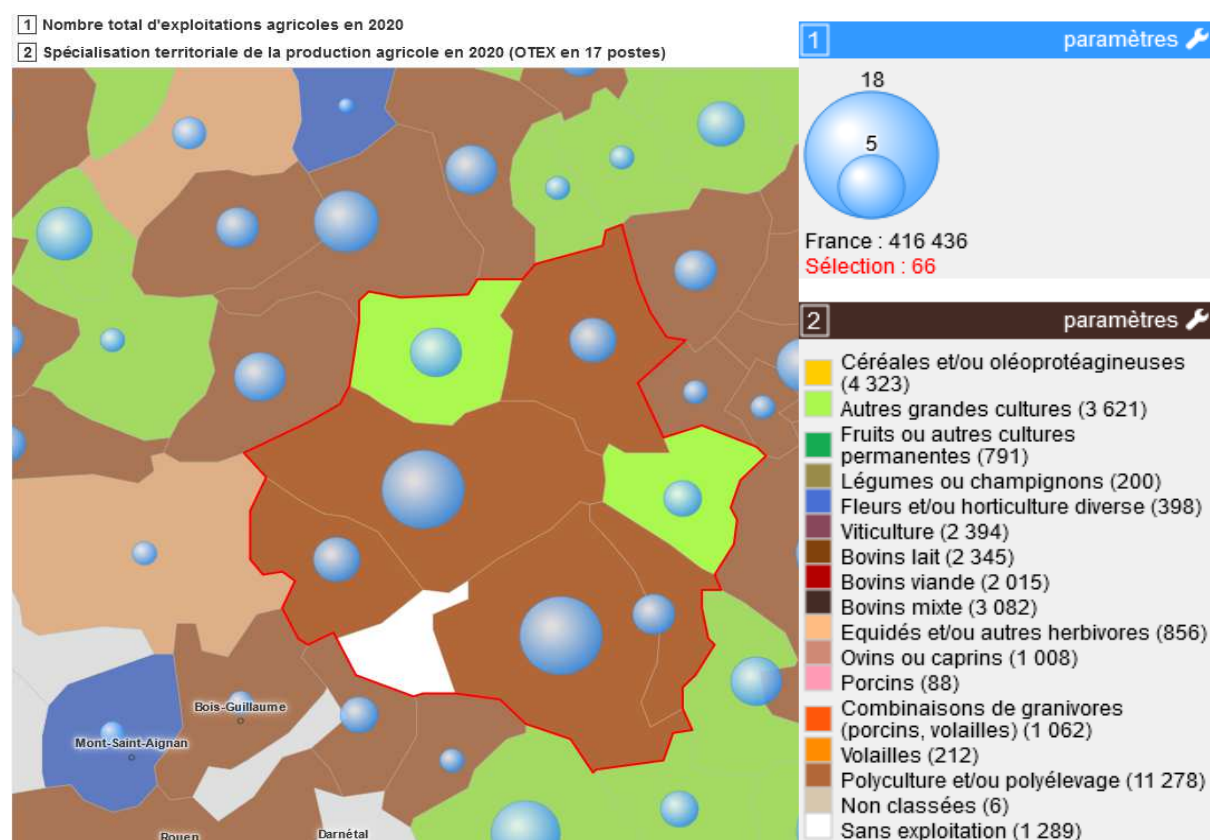 1 Nombre total d'exploitations agricoles en 2020
2 Spécialisation territoriale de la production agricole en 2020 (OTEX en 17 postes)
1 paramètres
18
5
France : 416 436
Sélection : 66
2 paramètres
Céréales et/ou oléoprotéagineuses
(4 323)
Autres grandes cultures (3 621)
Fruits ou autres cultures
permanentes (791)
Légumes ou champignons (200)
Fleurs et/ou horticulture diverse (398)
Viticulture (2 394)
Bovins lait (2 345)
Bovins viande (2 015)
Bovins mixte (3 082)
Equidés et/ou autres herbivores (856)
Ovins ou caprins (1 008)
Porcins (88)
Combinaisons de granivores
(porcins, volailles) (1 062)
Volailles (212)
Polyculture et/ou polyélevage (11 278)
Non classées (6)
Sans exploitation (1 289)
Bois-Guillaume
Mont-Saint-Aignan
Rouen
Darnétal